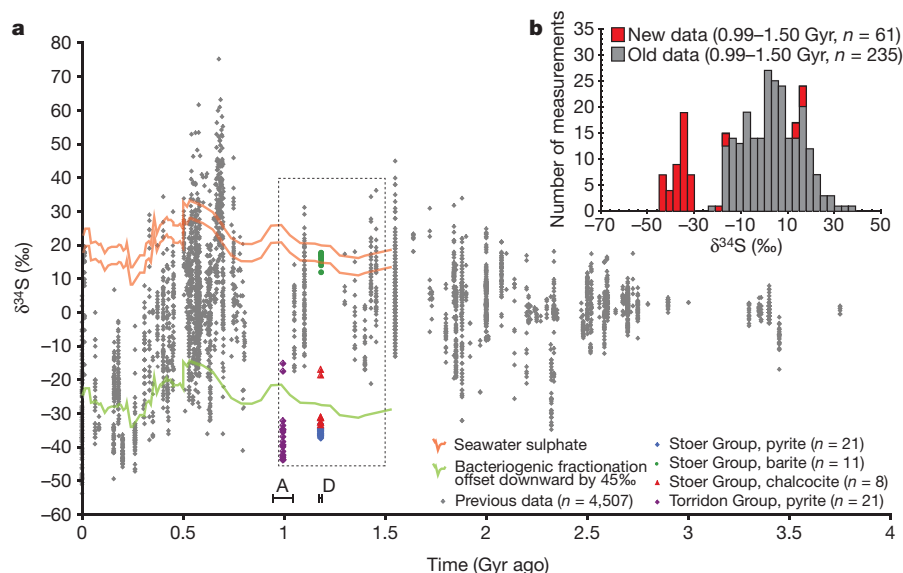 a
80
70
60
50
40
30
20
10
0
−10
−20
−30
−40
−50
−60
δ34S (‰)
0
0.5
1
1.5
2
2.5
3
3.5
4
Time (Gyr ago)
A
D
Seawater sulphate
Bacteriogenic fractionation
offset downward by 45‰
Previous data (n = 4,507)
Stoer Group, pyrite (n = 21)
Stoer Group, barite (n = 11)
Stoer Group, chalcocite (n = 8)
Torridon Group, pyrite (n = 21)
b
35
30
25
20
15
10
5
0
Number of measurements
New data (0.99–1.50 Gyr, n = 61)
Old data (0.99–1.50 Gyr, n = 235)
−70
−50
−30
−10
10
30
50
δ34S (‰)